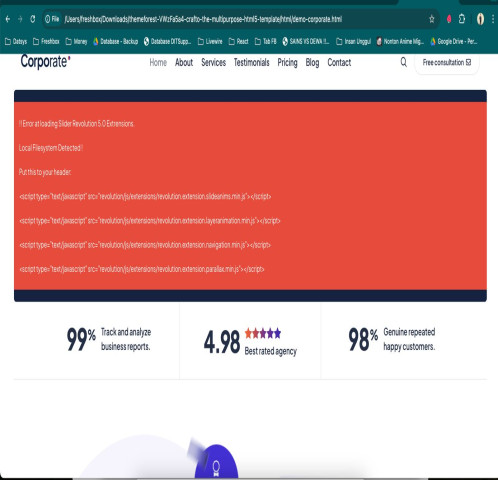 File /Users/freshbox/Downloads/themeforest-VWzFa5a4-crafto-the-multipurpose-html5-template/html/demo-corporate.html
Datsys Freshbox Money Database - Backup Database DITSupp... Livewire React Tab FB SAINS VS DEWA !!... Insan Unggul Nonton Anime Wig... Google Drive - Per...
Corporate Home About Services Testimonials Pricing Blog Contact Free consultation
!! Error at loading Slider Revolution 5.0 Extrensions.
Local Filesystem Detected !
Put this to your header:
<script type="text/javascript" src="revolution/js/extensions/revolution.extension.slideanims.min.js"></script>
<script type="text/javascript" src="revolution/js/extensions/revolution.extension.layeranimation.min.js"></script>
<script type="text/javascript" src="revolution/js/extensions/revolution.extension.navigation.min.js"></script>
<script type="text/javascript" src="revolution/js/extensions/revolution.extension.parallax.min.js"></script>
99% Track and analyze
business reports.
4.98
Best rated agency
98% Genuine repeated
happy customers.